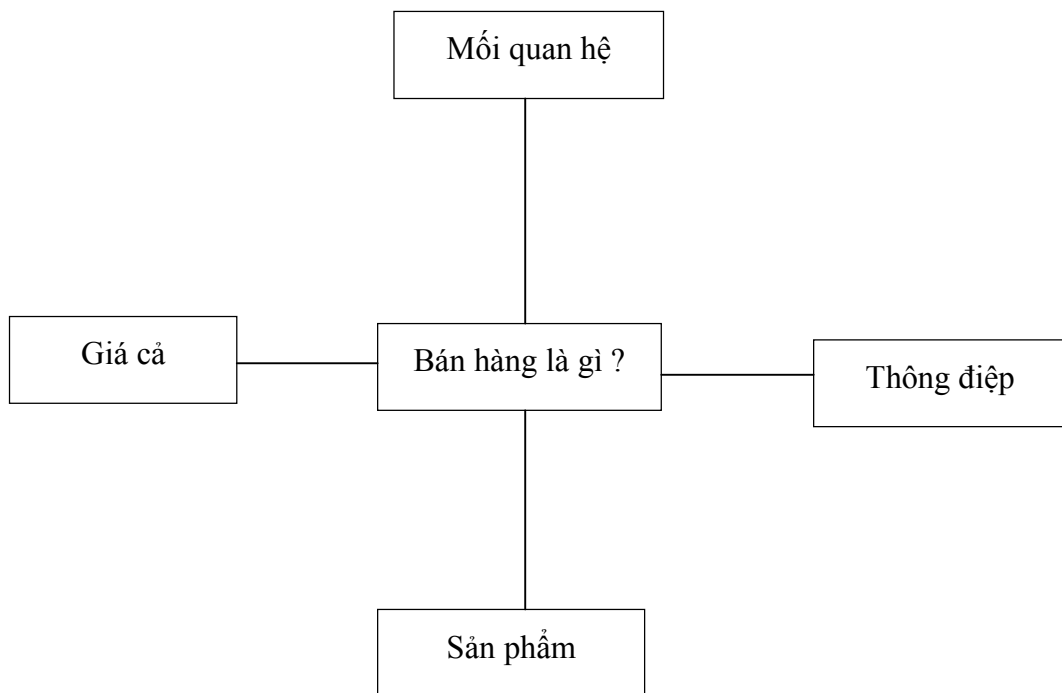 Mối quan hệ
Giá cả
Bán hàng là gì ?
Thông điệp
Sản phẩm